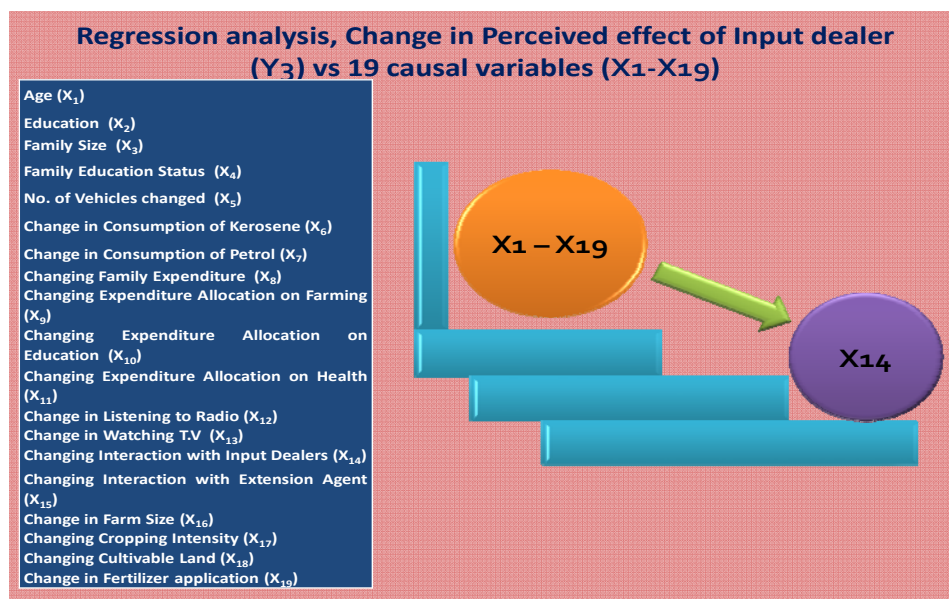 Regression analysis, Change in Perceived effect of Input dealer
(Y3) vs 19 causal variables (X1-X19)
Age (X₁)
Education (X₂)
Family Size (X₃)
Family Education Status (X₄)
No. of Vehicles changed (X₅)
Change in Consumption of Kerosene (X₆)
Change in Consumption of Petrol (X₇)
Changing Family Expenditure (X₈)
Changing Expenditure Allocation on Farming
(X₉)
Changing Expenditure Allocation on
Education (X₁₀)
Changing Expenditure Allocation on Health
(X₁₁)
Change in Listening to Radio (X₁₂)
Change in Watching T.V (X₁₃)
Changing Interaction with Input Dealers (X₁₄)
Changing Interaction with Extension Agent
(X₁₅)
Change in Farm Size (X₁₆)
Changing Cropping Intensity (X₁₇)
Changing Cultivable Land (X₁₈)
Change in Fertilizer application (X₁₉)
X1 – X19
X14